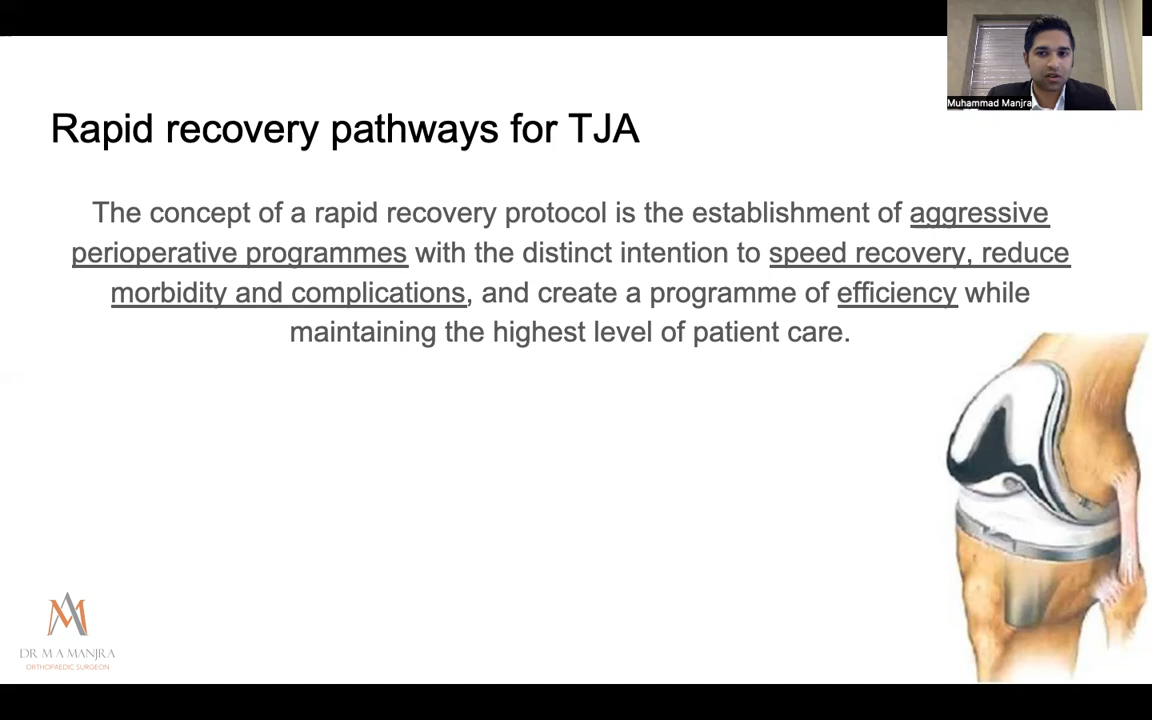 Muhammad Manjra
Rapid recovery pathways for TJA
The concept of a rapid recovery protocol is the establishment of aggressive
perioperative programmes with the distinct intention to speed recovery, reduce
morbidity and complications, and create a programme of efficiency while
maintaining the highest level of patient care.
DR M A MANJRA
ORTHOPAEDIC SURGEON